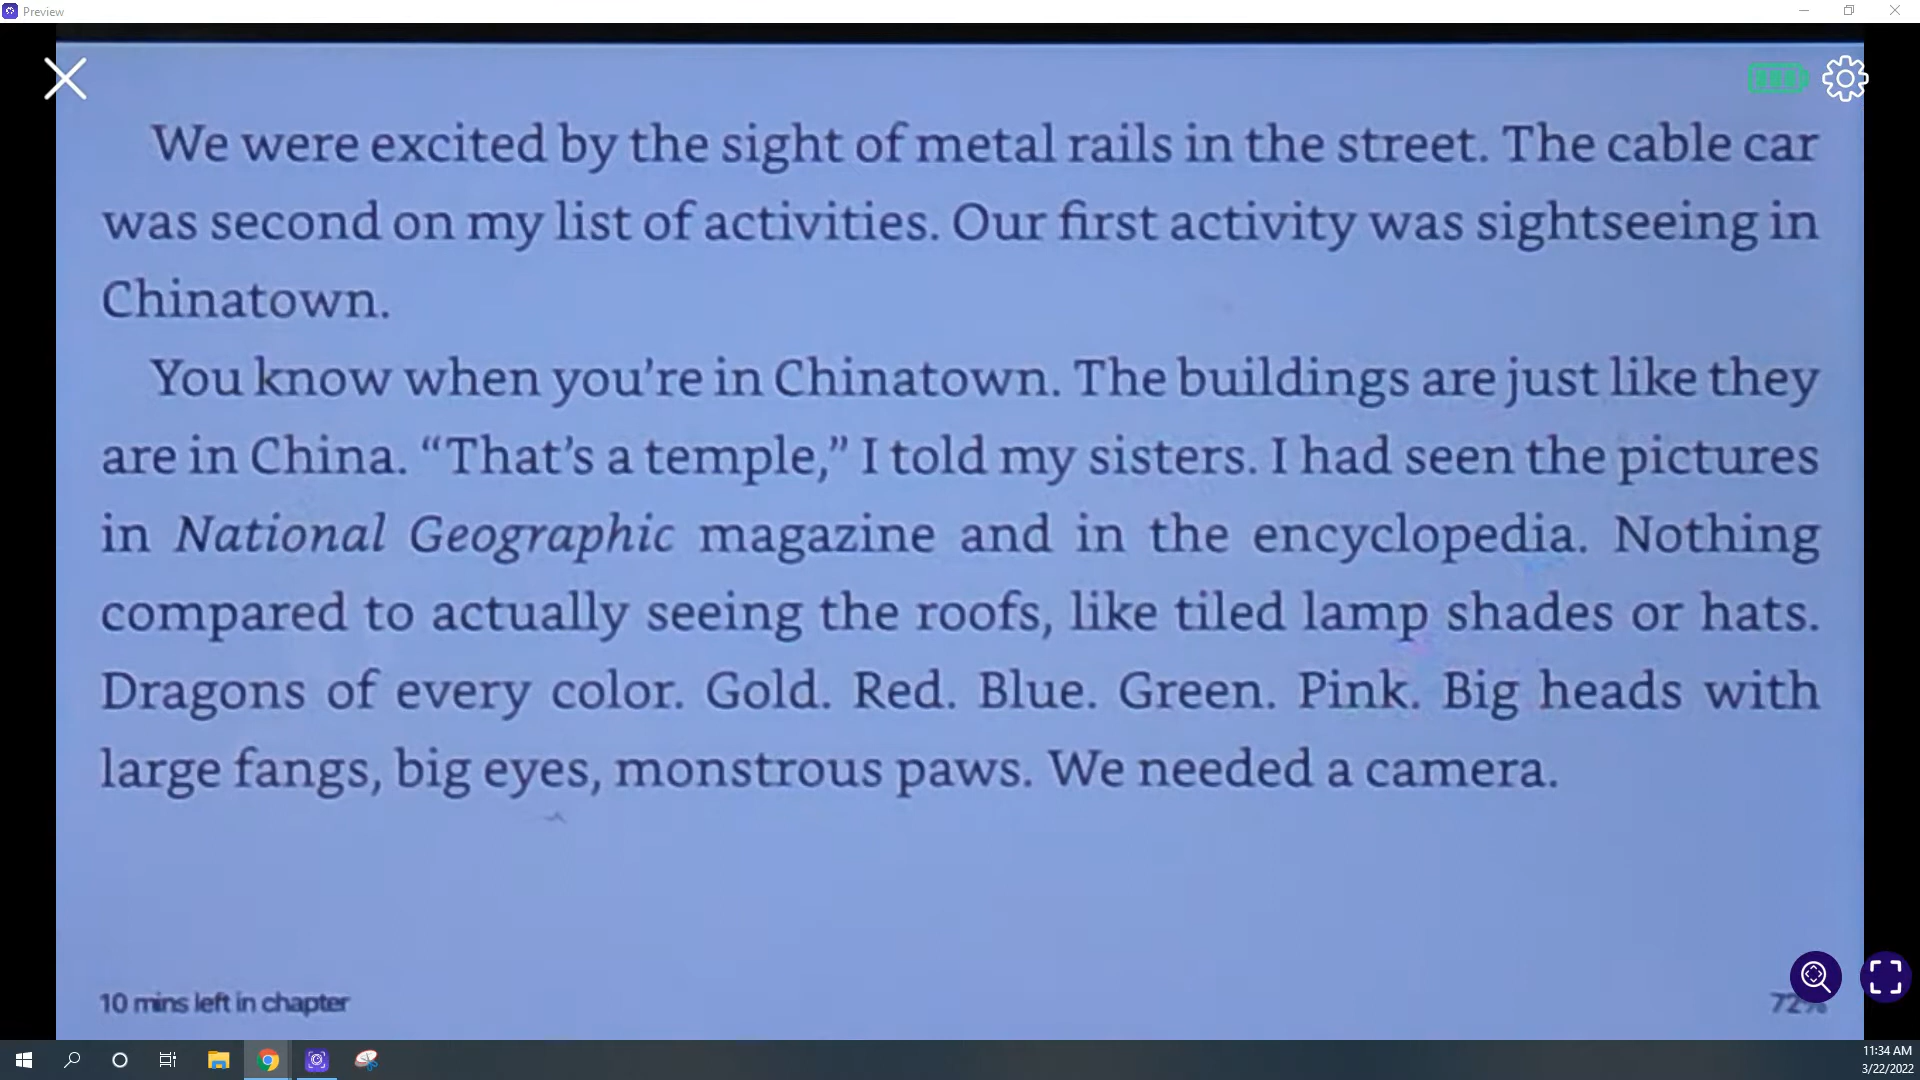 Preview
We were excited by the sight of metal rails in the street. The cable car
was second on my list of activities. Our first activity was sightseeing in
Chinatown.
You know when you’re in Chinatown. The buildings are just like they
are in China. “That’s a temple,” I told my sisters. I had seen the pictures
in National Geographic magazine and in the encyclopedia. Nothing
compared to actually seeing the roofs, like tiled lamp shades or hats.
Dragons of every color. Gold. Red. Blue. Green. Pink. Big heads with
large fangs, big eyes, monstrous paws. We needed a camera.
10 mins left in chapter
72%
11:34 AM
3/22/2022